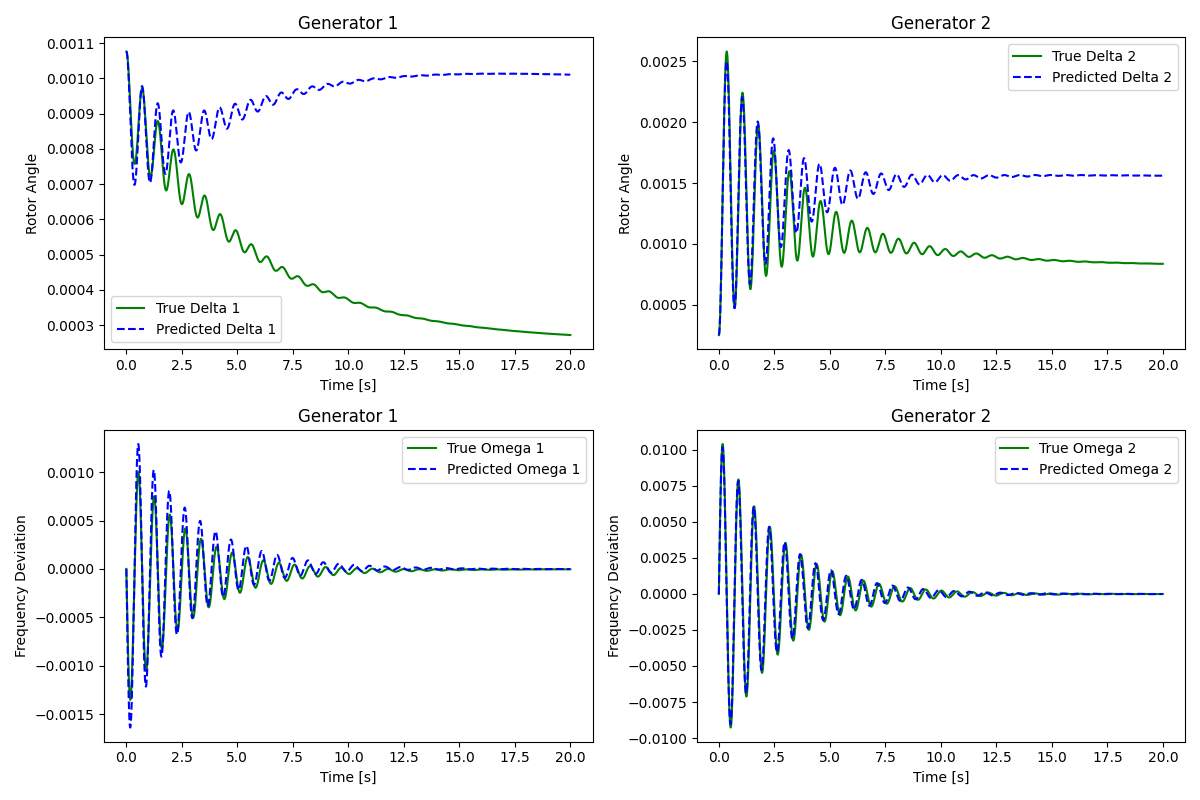 Generator 1
0.0011
0.0010
0.0009
0.0008
0.0007
0.0006
0.0005
0.0004
0.0003
Rotor Angle
True Delta 1
Predicted Delta 1
0.0 2.5 5.0 7.5 10.0 12.5 15.0 17.5 20.0
Time [s]
Generator 2
0.0025
0.0020
0.0015
0.0010
0.0005
Rotor Angle
True Delta 2
Predicted Delta 2
0.0 2.5 5.0 7.5 10.0 12.5 15.0 17.5 20.0
Time [s]
Generator 1
0.0010
0.0005
0.0000
−0.0005
−0.0010
−0.0015
Frequency Deviation
True Omega 1
Predicted Omega 1
0.0 2.5 5.0 7.5 10.0 12.5 15.0 17.5 20.0
Time [s]
Generator 2
0.0100
0.0075
0.0050
0.0025
0.0000
−0.0025
−0.0050
−0.0075
−0.0100
Frequency Deviation
True Omega 2
Predicted Omega 2
0.0 2.5 5.0 7.5 10.0 12.5 15.0 17.5 20.0
Time [s]